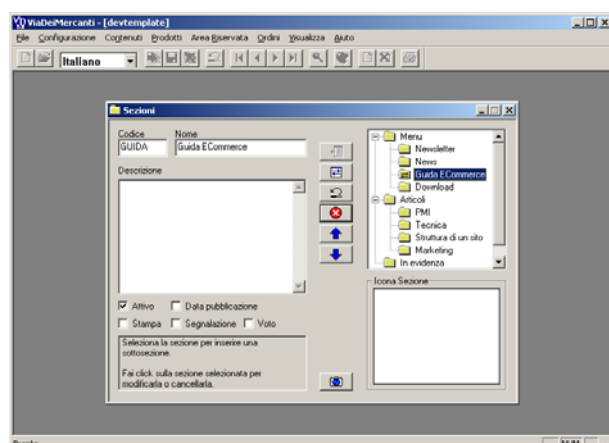 ViaDeiMercanti - [devtemplate]
File Configurazione Contenuti Prodotti Area Riservata Ordini Visualizza Aiuto
Italiano
Sezioni
Codice Nome
GUIDA Guida ECommerce
Descrizione
Menu
Newsletter
News
Guida ECommerce
Download
Articoli
PMI
Tecnica
Struttura di un sito
Marketing
In evidenza
Icona Sezione
Attivo Data pubblicazione
Stampa Segnalazione Voto
Seleziona la sezione per inserire una
sottosezione.
Fai click sulla sezione selezionata per
modificarla o cancellarla.
Pronto NUM